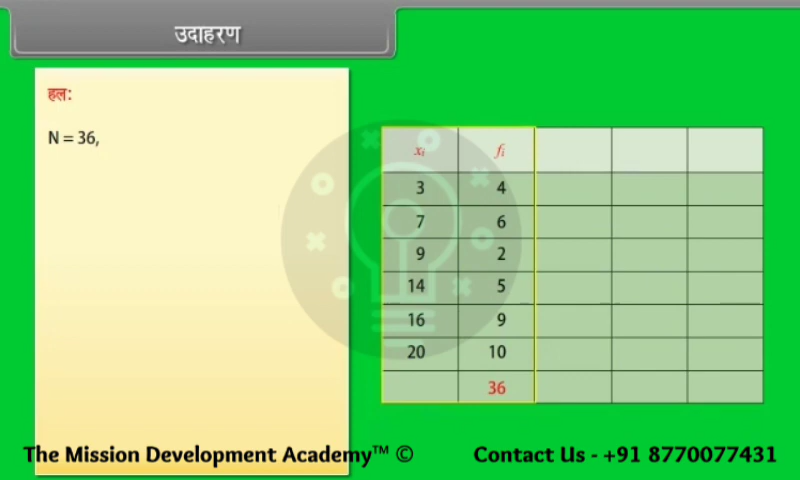 उदाहरण
हल:
N = 36,
xi fi
3 4
7 6
9 2
14 5
16 9
20 10
36
The Mission Development Academy™ © Contact Us - +91 8770077431